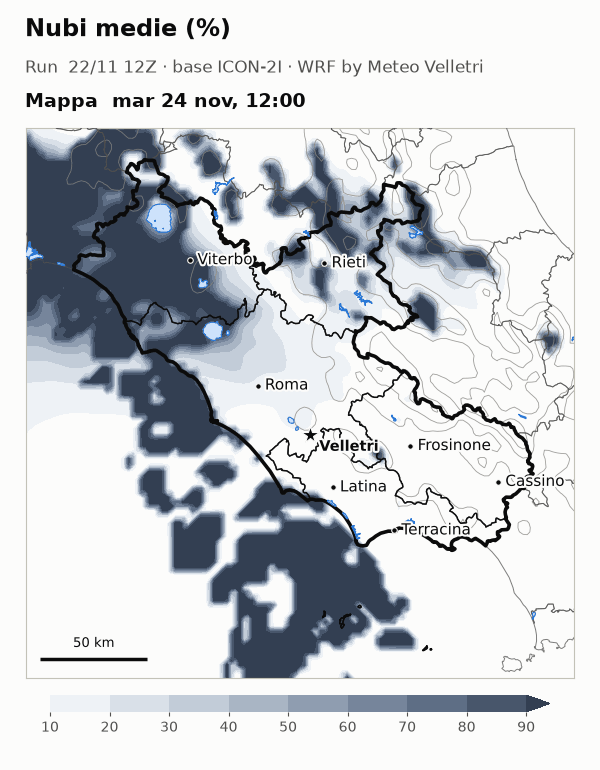 Nubi medie (%)
Run  22/11 12Z · base ICON-2I · WRF by Meteo Velletri
Mappa  mar 24 nov, 12:00
Viterbo
Rieti
Roma
Velletri
Frosinone
Cassino
Latina
Terracina
50 km
10 20 30 40 50 60 70 80 90